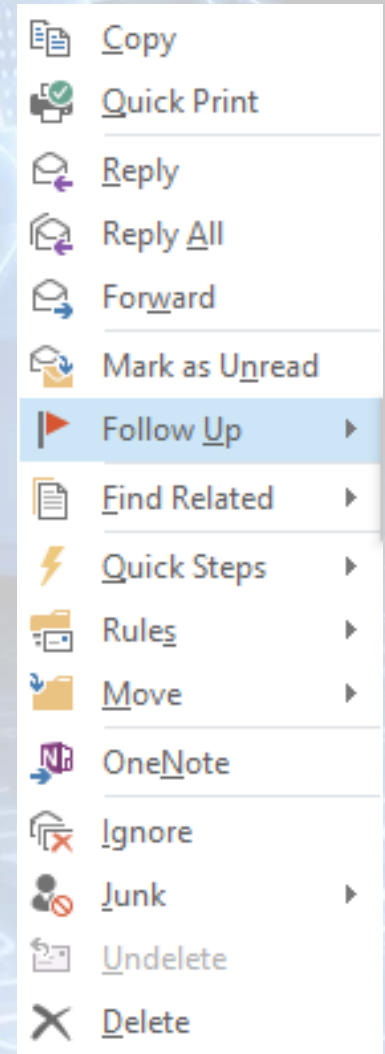 Copy
Quick Print
Reply
Reply All
Forward
Mark as Unread
Follow Up
Find Related
Quick Steps
Rules
Move
OneNote
Ignore
Junk
Undelete
Delete